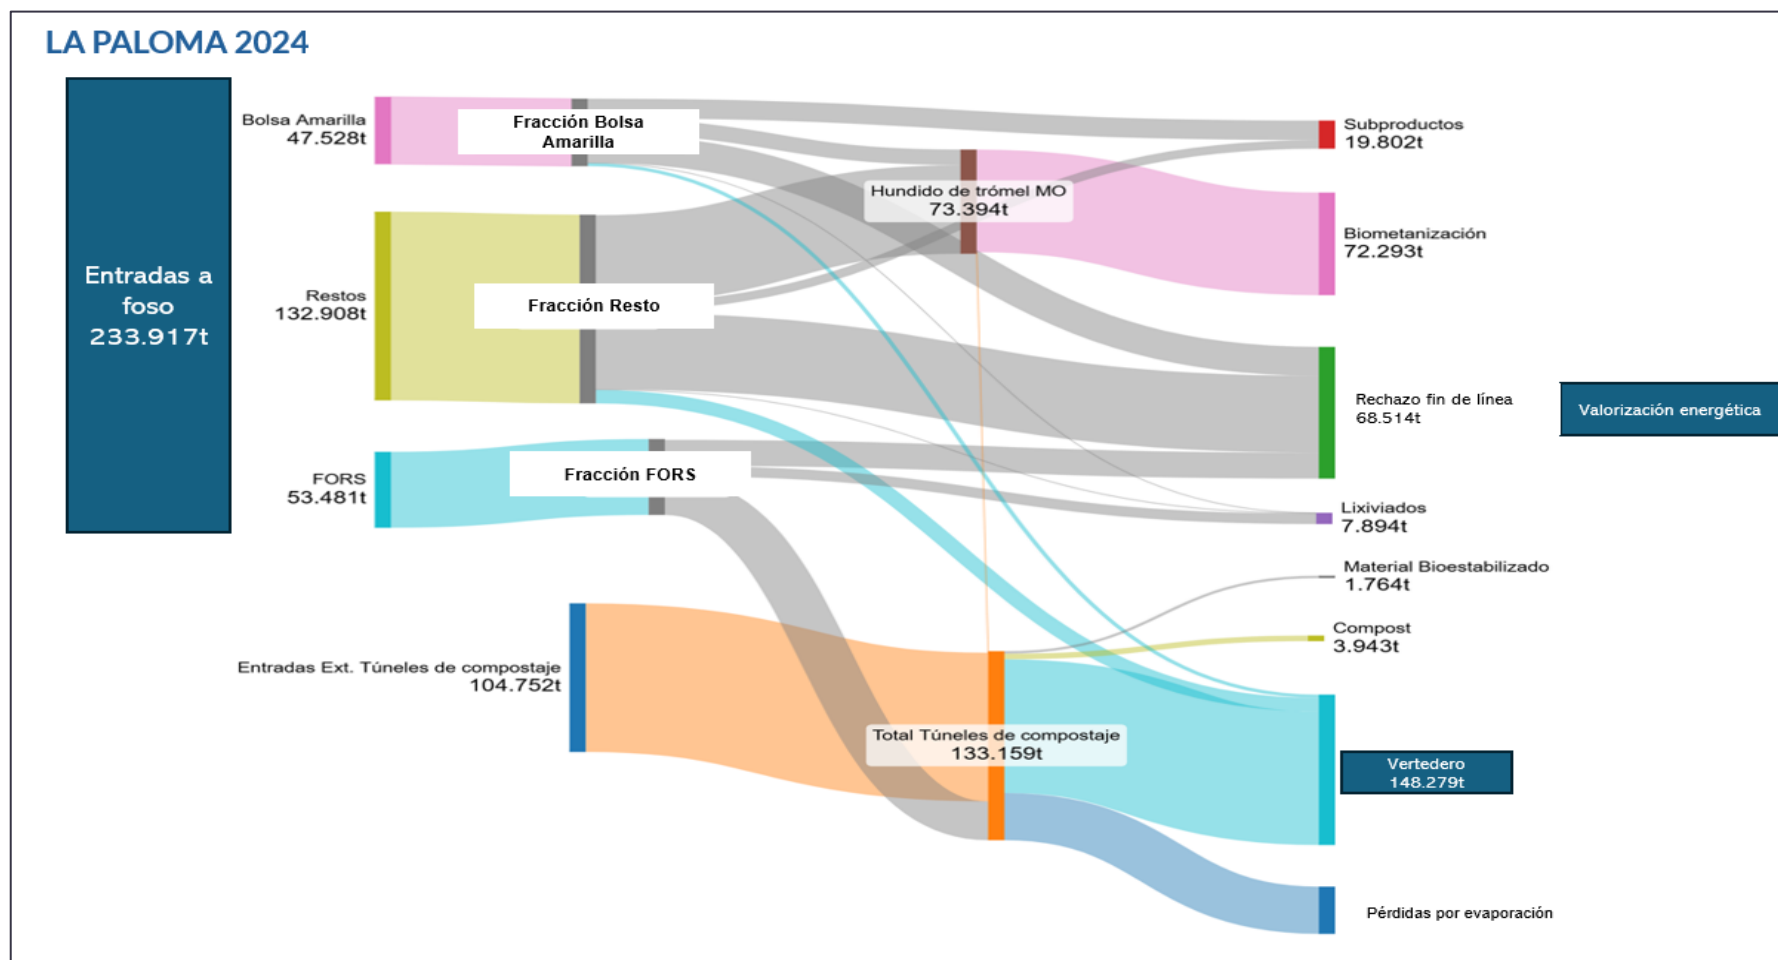 LA PALOMA 2024
Entradas a
foso
233.917t
Bolsa Amarilla
47.528t
Fracción Bolsa
Amarilla
Restos
132.908t
Fracción Resto
FORS
53.481t
Fracción FORS
Entradas Ext. Túneles de compostaje
104.752t
Hundido de trómel MO
73.394t
Total Túneles de compostaje
133.159t
Subproductos
19.802t
Biometanización
72.293t
Rechazo fin de línea
68.514t
Valorización energética
Lixiviados
7.894t
Material Bioestabilizado
1.764t
Compost
3.943t
Vertedero
148.279t
Pérdidas por evaporación